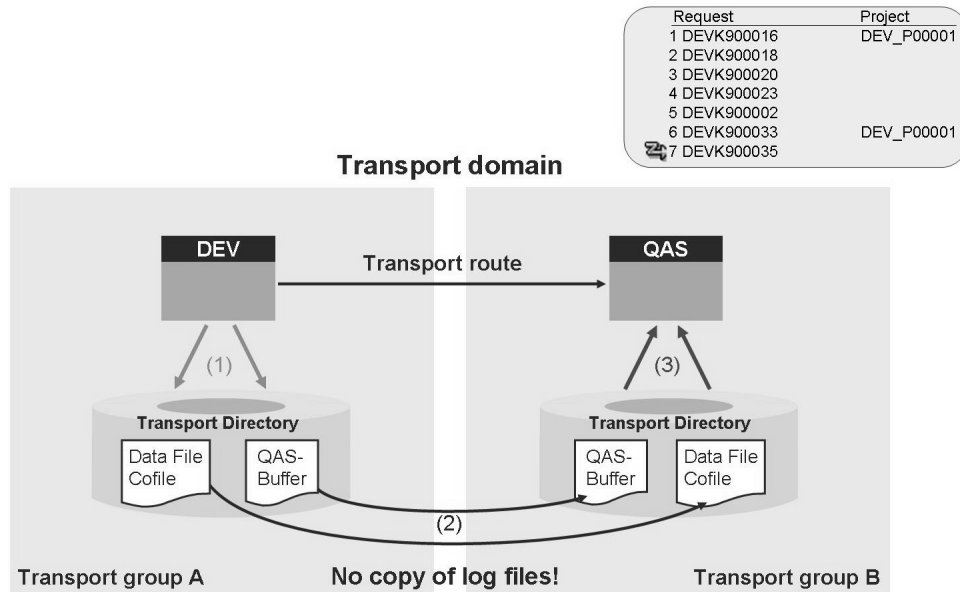 Request Project
1 DEVK900016 DEV_P00001
2 DEVK900018
3 DEVK900020
4 DEVK900023
5 DEVK900002
6 DEVK900033 DEV_P00001
7 DEVK900035
Transport domain
DEV
QAS
Transport route
(1)
(3)
Transport Directory
Transport Directory
Data File
Cofile
QAS-
Buffer
QAS-
Buffer
Data File
Cofile
(2)
Transport group A
No copy of log files!
Transport group B